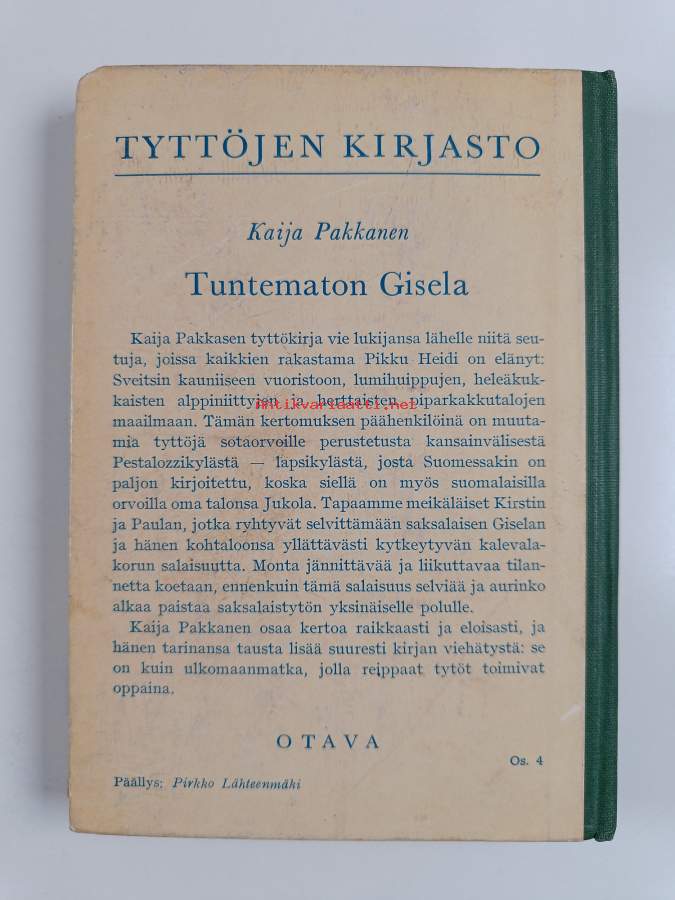 TYTTÖJEN KIRJASTO
Kaija Pakkanen
Tuntematon Gisela
Kaija Pakkasen tyttökirja vie lukijansa lähelle niitä seu-
tuja, joissa kaikkien rakastama Pikku Heidi on elänyt:
Sveitsin kauniiseen vuoristoon, lumihuippujen, heleäkuk-
kaisten alppiniittyjen ja herttaisten piparkakkutalojen
antikvariaatti.net
maailmaan. Tämän kertomuksen päähenkilöinä on muuta-
mia tyttöjä sotaorvoille perustetusta kansainvälisestä
Pestalozzikylästä — lapsikylästä, josta Suomessakin on
paljon kirjoitettu, koska siellä on myös suomalaisilla
orvoilla oma talonsa Jukola. Tapaamme meikäläiset Kirstin
ja Paulan, jotka ryhtyvät selvittämään saksalaisen Giselan
ja hänen kohtaloonsa yllättävästi kytkeytyvän kalevala-
korun salaisuutta. Monta jännittävää ja liikuttavaa tilan-
netta koetaan, ennenkuin tämä salaisuus selviää ja aurinko
alkaa paistaa saksalaistytön yksinäiselle polulle.
Kaija Pakkanen osaa kertoa raikkaasti ja eloisasti, ja
hänen tarinansa tausta lisää suuresti kirjan viehätystä: se
on kuin ulkomaanmatka, jolla reippaat tytöt toimivat
oppaina.
OTAVA
Os. 4
Päällys: Pirkko Lähteenmäki